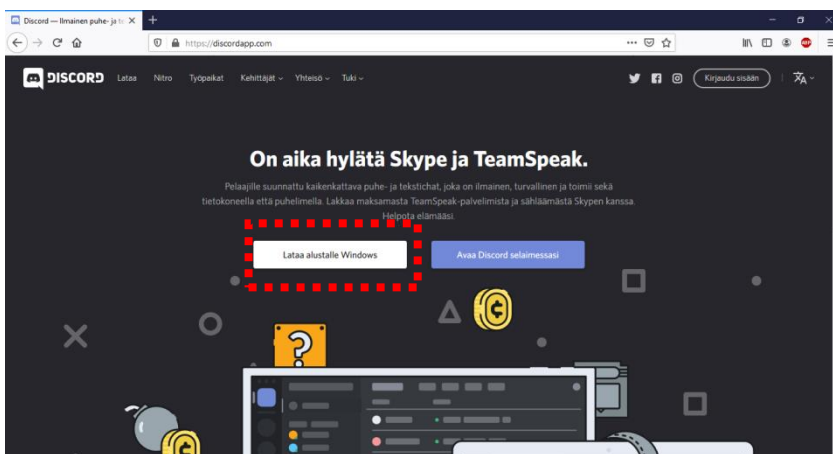 Discord — Ilmainen puhe- ja te
https://discordapp.com
ABP
DISCORD
Lataa
Nitro
Työpaikat
Kehittäjät
Yhteisö
Tuki
Kirjaudu sisään
On aika hylätä Skype ja TeamSpeak.
Pelaajille suunnattu kaikenkattava puhe- ja tekstichat, joka on ilmainen, turvallinen ja toimii sekä
tietokoneella että puhelimella. Lakkaa maksamasta TeamSpeak-palvelimista ja sähläämästä Skypen kanssa.
Helpota elämääsi.
Lataa alustalle Windows
Avaa Discord selaimessasi
?